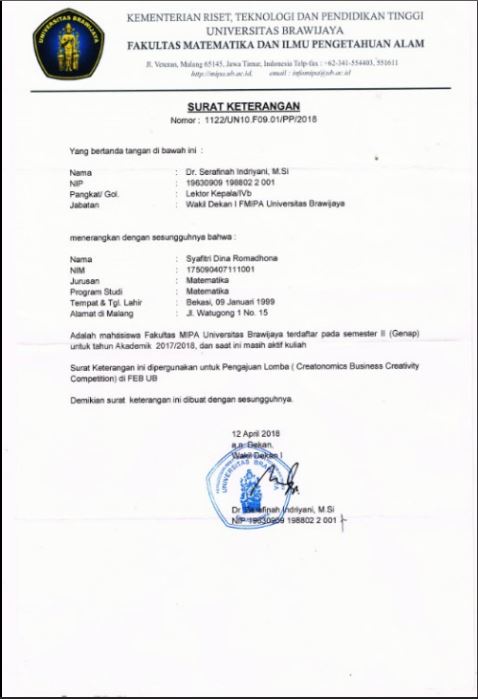 UNIVERSITAS BRAWIJAYA
KEMENTERIAN RISET, TEKNOLOGI DAN PENDIDIKAN TINGGI
UNIVERSITAS BRAWIJAYA
FAKULTAS MATEMATIKA DAN ILMU PENGETAHUAN ALAM
Jl. Veteran, Malang 65145, Jawa Timur, Indonesia Telp-fax : +62-341-554403, 551611
http://mipa.ub.ac.id, email : infomipa@ub.ac.id
SURAT KETERANGAN
Nomor : 1122/UN10.F09.01/PP/2018
Yang bertanda tangan di bawah ini :
Nama : Dr. Serafinah Indriyani, M.Si
NIP : 19630909 198802 2 001
Pangkat/ Gol. : Lektor Kepala/IVb
Jabatan : Wakil Dekan I FMIPA Universitas Brawijaya
menerangkan dengan sesungguhnya bahwa :
Nama : Syafitri Dina Romadhona
NIM : 175090407111001
Jurusan : Matematika
Program Studi : Matematika
Tempat & Tgl. Lahir : Bekasi, 09 Januari 1999
Alamat di Malang : Jl. Watugong 1 No. 15
Adalah mahasiswa Fakultas MIPA Universitas Brawijaya terdaftar pada semester II (Genap)
untuk tahun Akademik 2017/2018, dan saat ini masih aktif kuliah
Surat Keterangan ini dipergunakan untuk Pengajuan Lomba ( Creatonomics Business Creativity
Competition) di FEB UB
Demikian surat keterangan ini dibuat dengan sesungguhnya.
12 April 2018
a.n. Dekan,
Wakil Dekan I
UNIVERSITAS BRAWIJAYA
Dr. Serafinah Indriyani, M.Si
NIP 19630909 198802 2 001